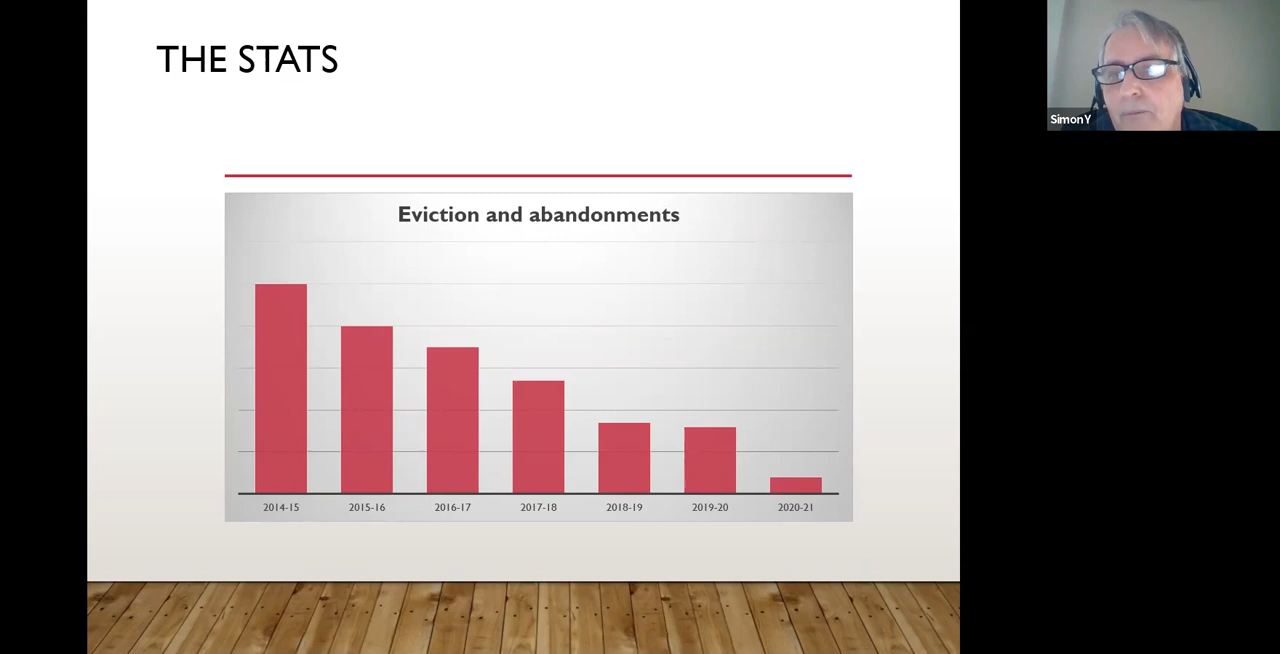 THE STATS
Eviction and abandonments
2014-15 2015-16 2016-17 2017-18 2018-19 2019-20 2020-21
Simon Y